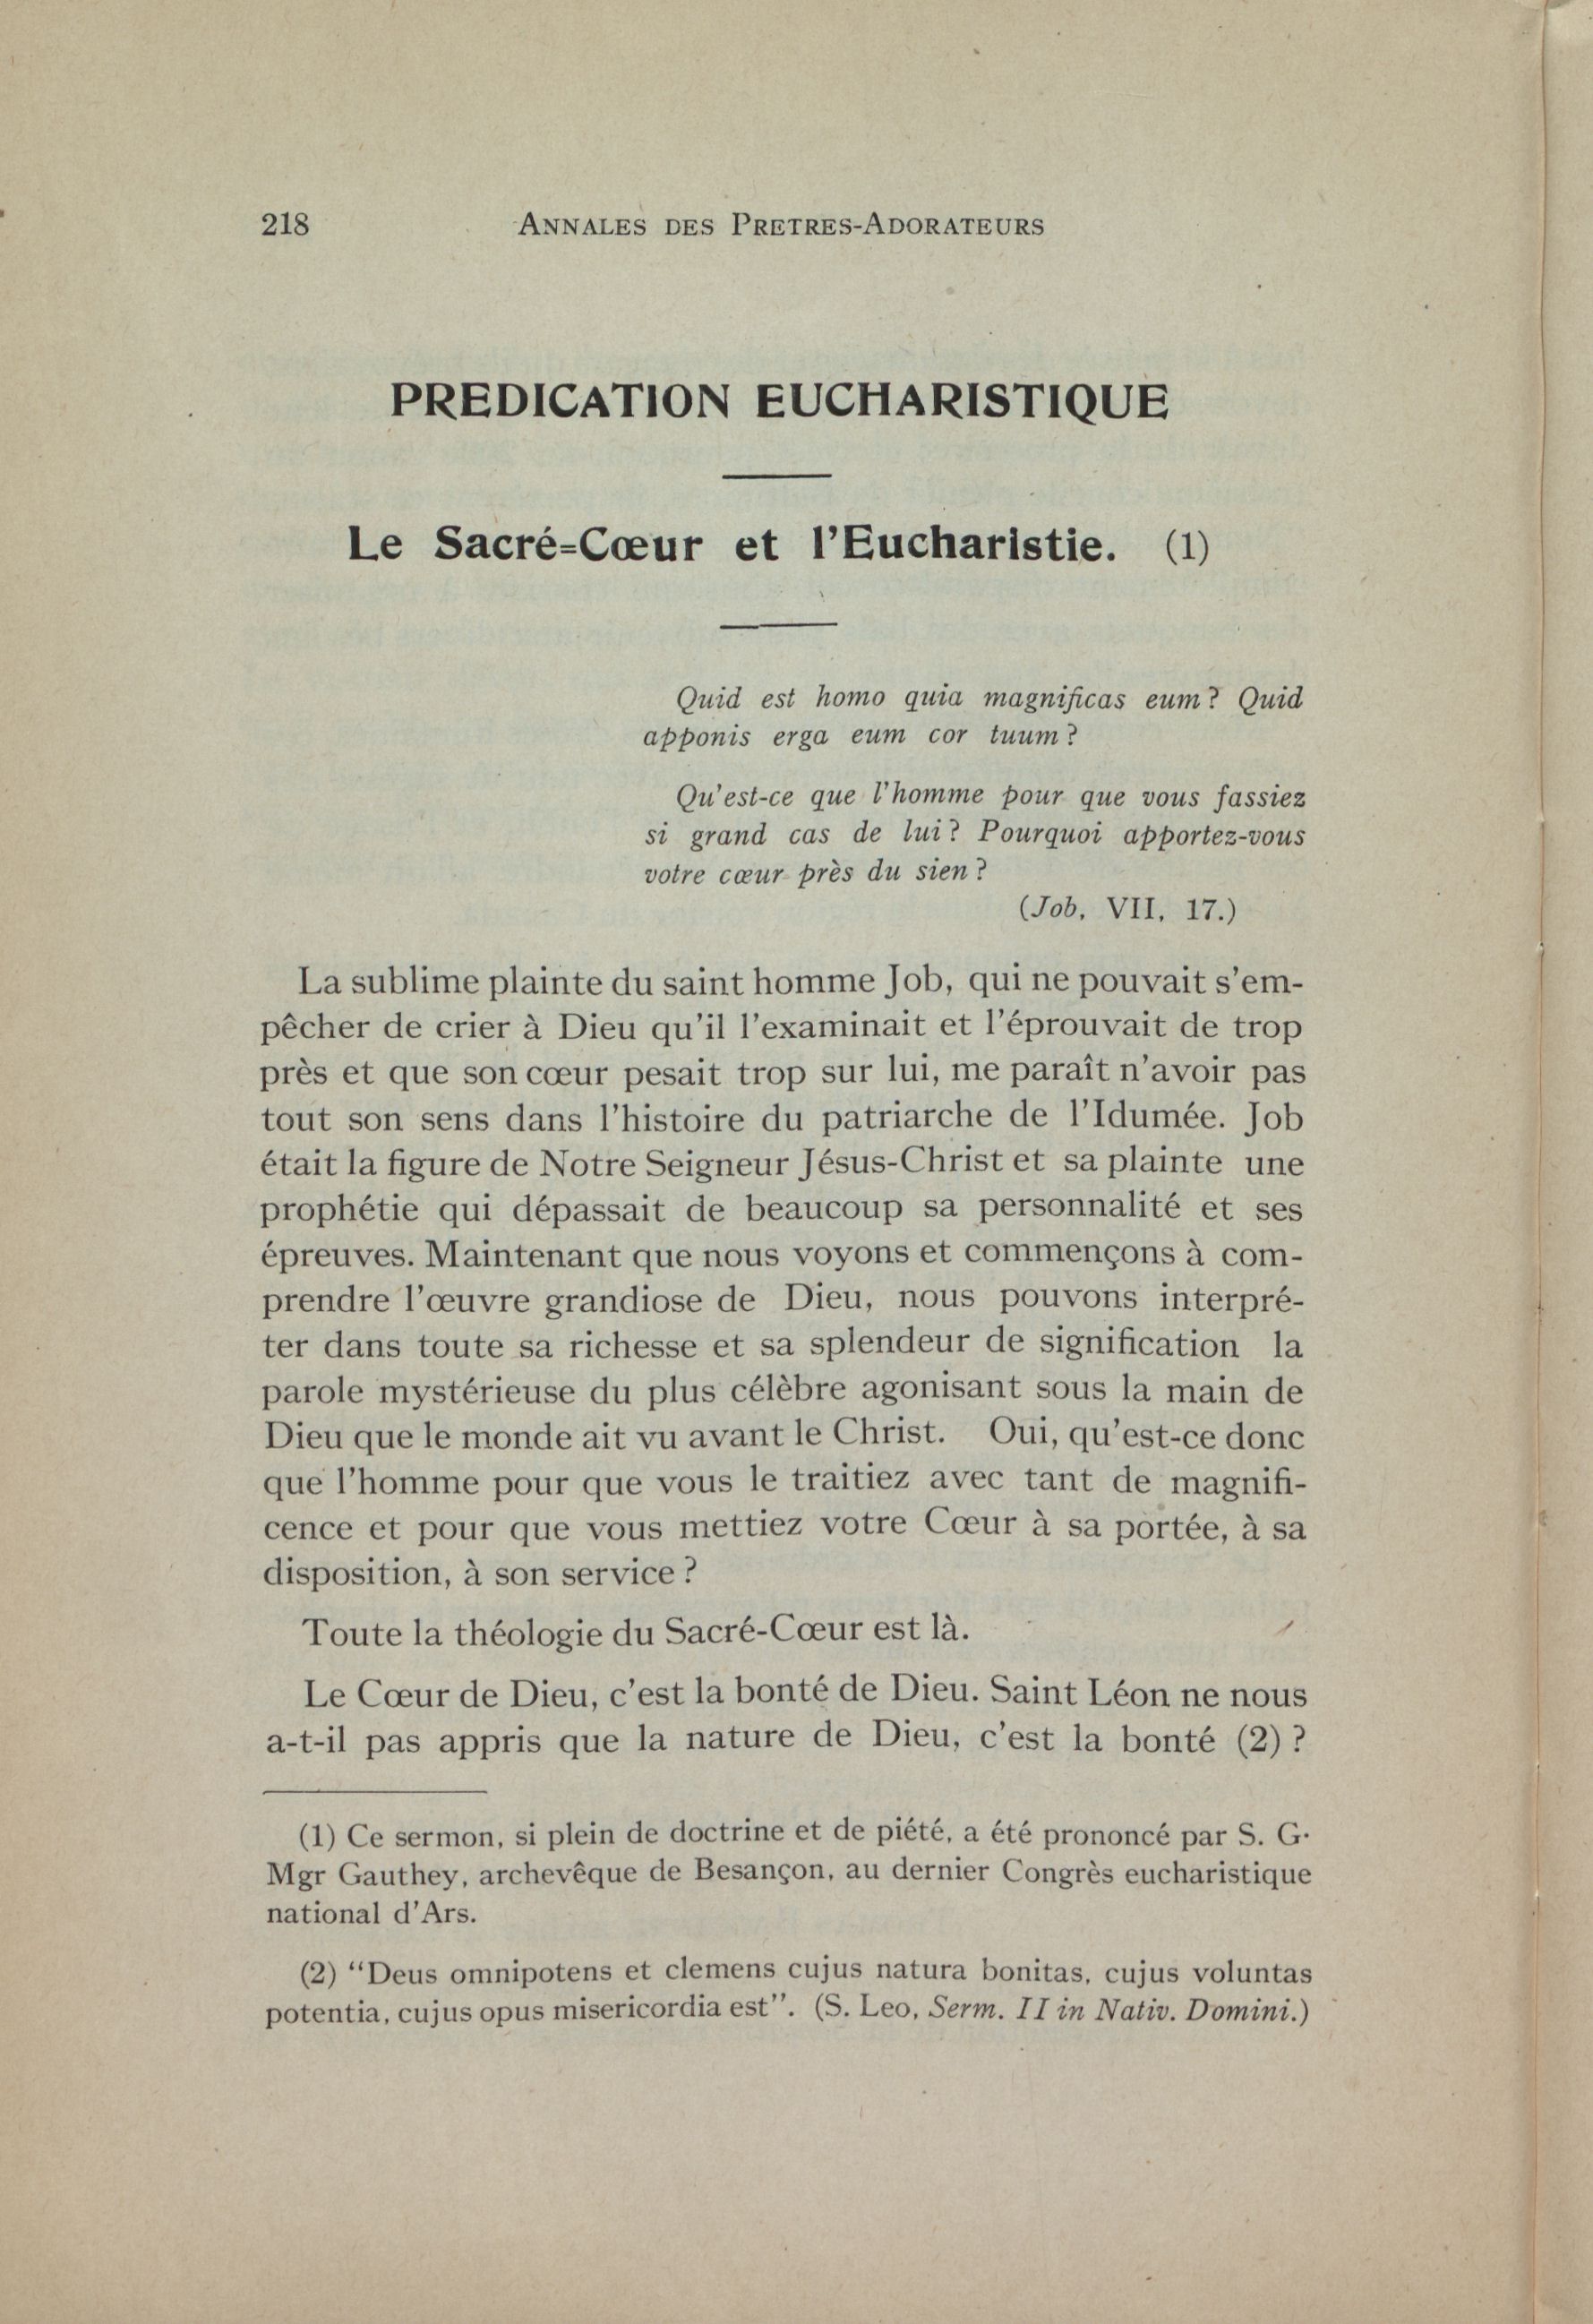 218 ANNALES DES PRETRES-ADORATEURS
PREDICATION EUCHARISTIQUE
Le Sacré-Cœur et l'Eucharistie. (1)
Quid est homo quia magnificas eum? Quid
apponis erga eum cor tuum?
Qu'est-ce que l'homme pour que vous fassiez
si grand cas de lui? Pourquoi apportez-vous
votre cœur près du sien?
(Job, VII, 17.)
La sublime plainte du saint homme Job, qui ne pouvait s'em-
pêcher de crier à Dieu qu'il l'examinait et l'éprouvait de trop
près et que son cœur pesait trop sur lui, me paraît n'avoir pas
tout son sens dans l'histoire du patriarche de l'Idumée. Job
était la figure de Notre Seigneur Jésus-Christ et sa plainte une
prophétie qui dépassait de beaucoup sa personnalité et ses
épreuves. Maintenant que nous voyons et commençons à com-
prendre l'œuvre grandiose de Dieu, nous pouvons interpré-
ter dans toute sa richesse et sa splendeur de signification la
parole mystérieuse du plus célèbre agonisant sous la main de
Dieu que le monde ait vu avant le Christ. Oui, qu'est-ce donc
que l'homme pour que vous le traitiez avec tant de magnifi-
cence et pour que vous mettiez votre Cœur à sa portée, à sa
disposition, à son service?
Toute la théologie du Sacré-Cœur est là.
Le Cœur de Dieu, c'est la bonté de Dieu. Saint Léon ne nous
a-t-il pas appris que la nature de Dieu, c'est la bonté (2)?
(1) Ce sermon, si plein de doctrine et de piété, a été prononcé par S. G.
Mgr Gauthey, archevêque de Besançon, au dernier Congrès eucharistique
national d'Ars.
(2) "Deus omnipotens et clemens cujus natura bonitas, cujus voluntas
potentia, cujus opus misericordia est". (S. Leo, Serm. II in Nativ. Domini.)